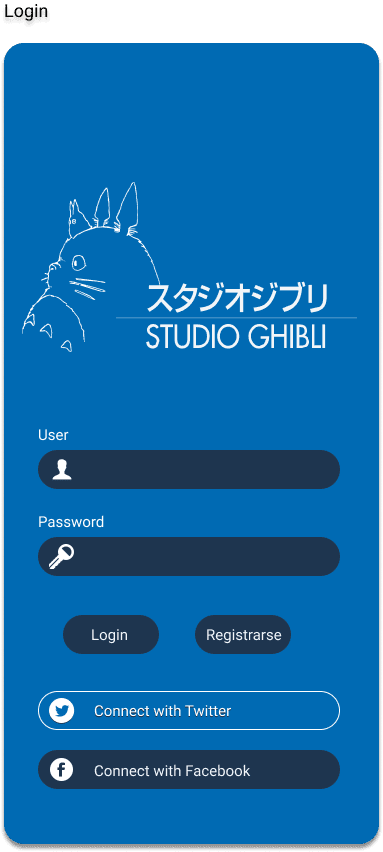 Login
スタジオジブリ
STUDIO GHIBLI
User
Password
Login
Registrarse
Connect with Twitter
Connect with Facebook